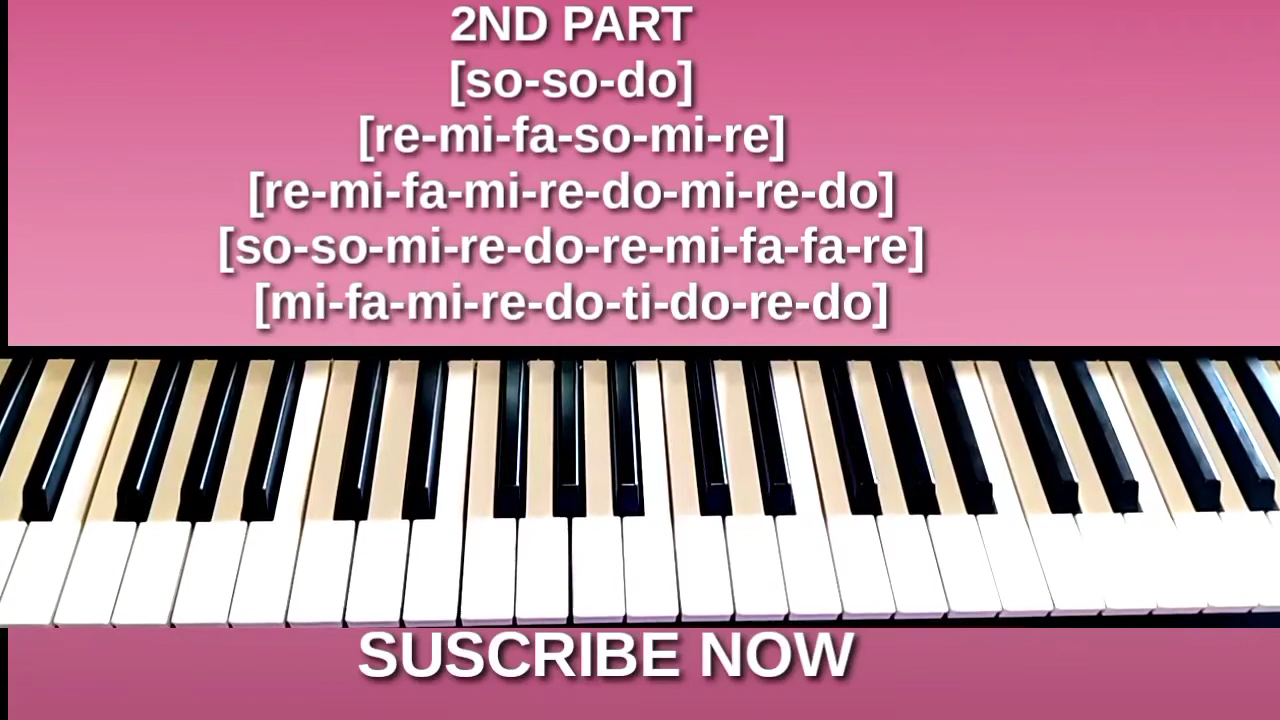 2ND PART
[so-so-do]
[re-mi-fa-so-mi-re]
[re-mi-fa-mi-re-do-mi-re-do]
[so-so-mi-re-do-re-mi-fa-fa-re]
[mi-fa-mi-re-do-ti-do-re-do]
SUSCRIBE NOW